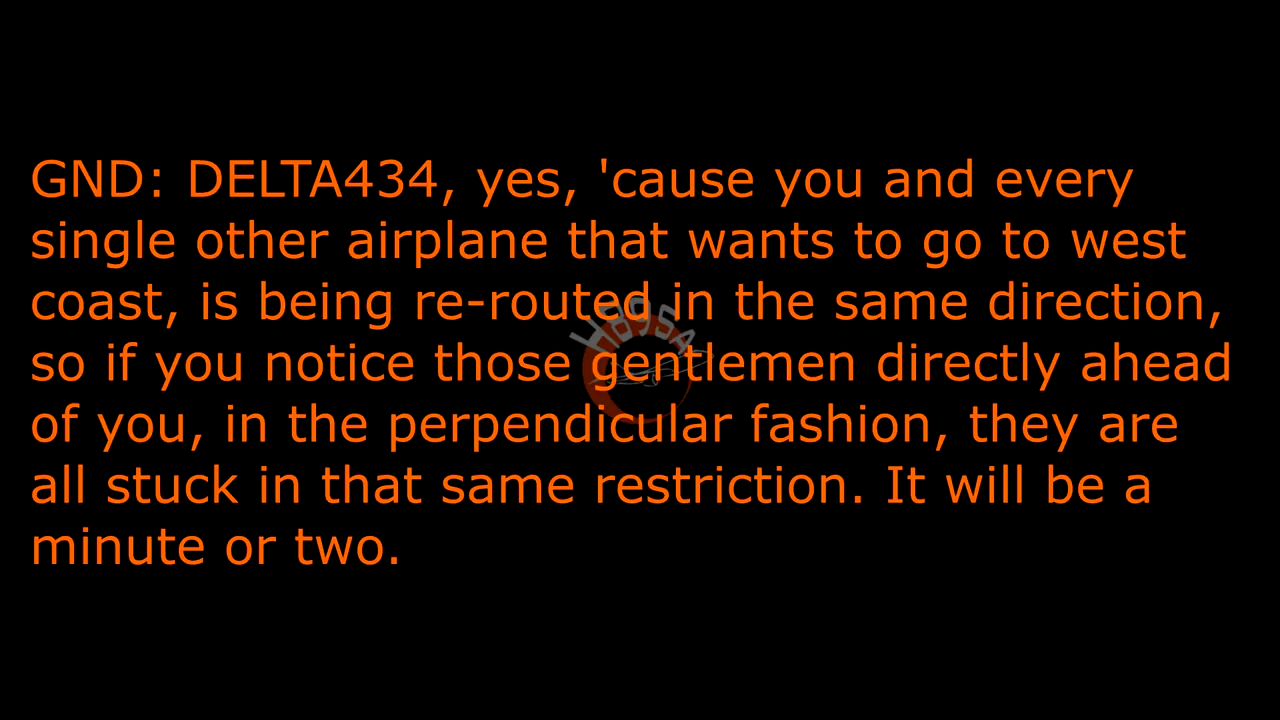 GND: DELTA434, yes, 'cause you and every
single other airplane that wants to go to west
coast, is being re-routed in the same direction,
so if you notice those gentlemen directly ahead
of you, in the perpendicular fashion, they are
all stuck in that same restriction. It will be a
minute or two.
H89SA